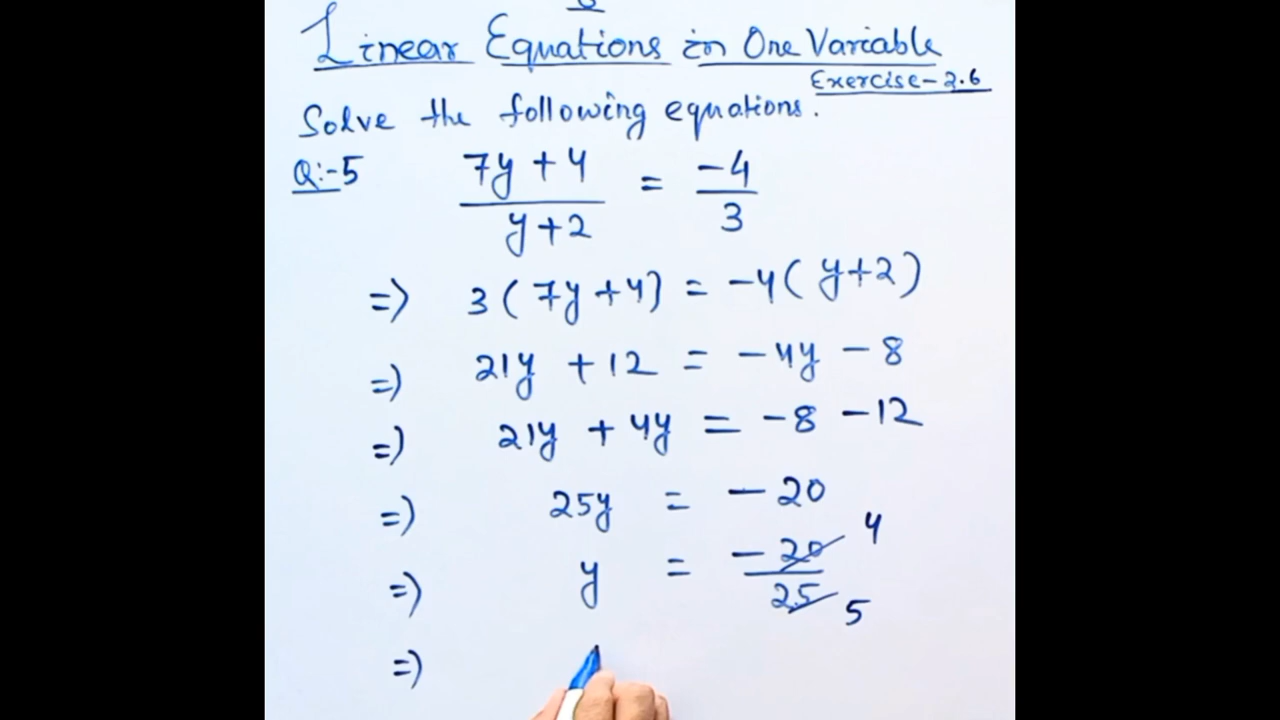 Linear Equations in One Variable
Exercise-2.6
Solve the following equations.
Q:-5 7y+4/y+2 = -4/3
=> 3(7y+4) = -4(y+2)
=> 21y +12 = -4y -8
=> 21y + 4y = -8 -12
=> 25y = -20
=> y = -20/25 4 5
=>